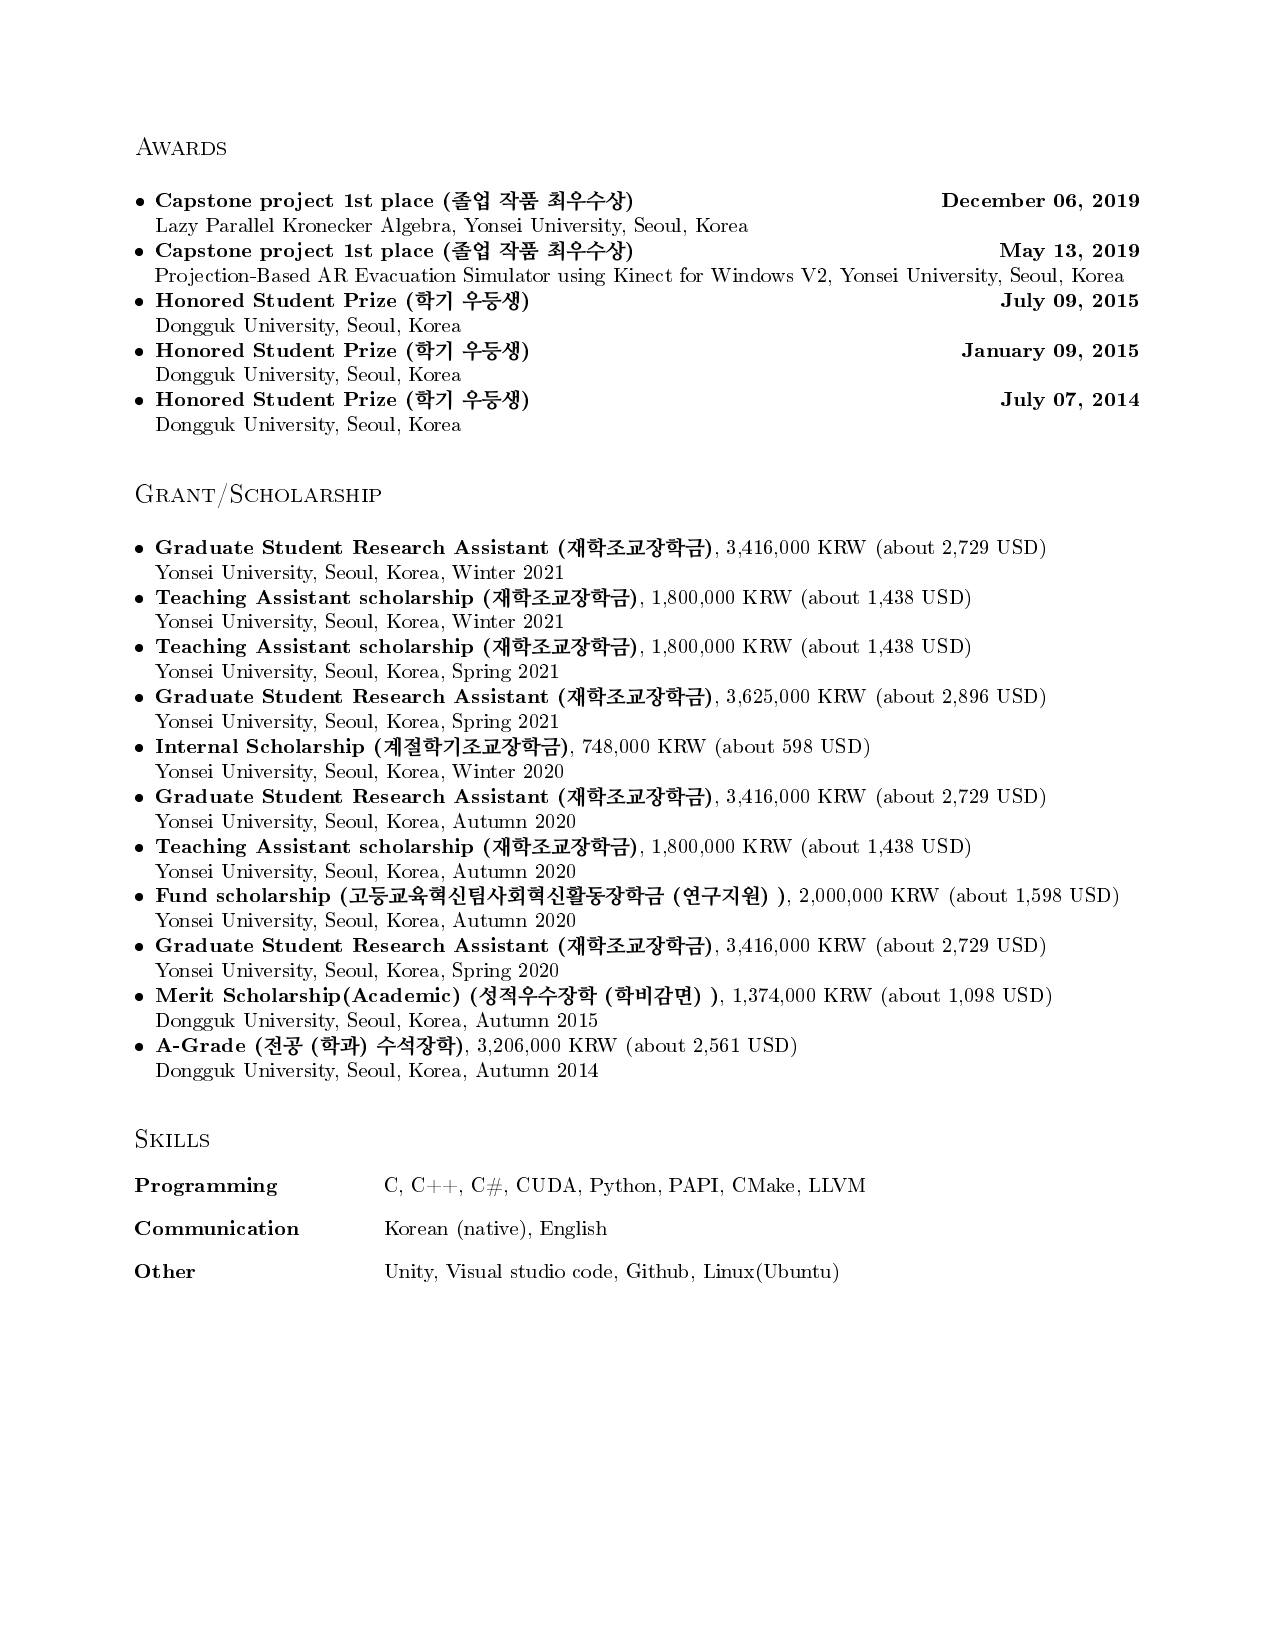 Awards
• Capstone project 1st place (졸업 작품 최우수상) December 06, 2019
Lazy Parallel Kronecker Algebra, Yonsei University, Seoul, Korea
• Capstone project 1st place (졸업 작품 최우수상) May 13, 2019
Projection-Based AR Evacuation Simulator using Kinect for Windows V2, Yonsei University, Seoul, Korea
• Honored Student Prize (학기 우등생) July 09, 2015
Dongguk University, Seoul, Korea
• Honored Student Prize (학기 우등생) January 09, 2015
Dongguk University, Seoul, Korea
• Honored Student Prize (학기 우등생) July 07, 2014
Dongguk University, Seoul, Korea
Grant/Scholarship
• Graduate Student Research Assistant (재학조교장학금), 3,416,000 KRW (about 2,729 USD)
Yonsei University, Seoul, Korea, Winter 2021
• Teaching Assistant scholarship (재학조교장학금), 1,800,000 KRW (about 1,438 USD)
Yonsei University, Seoul, Korea, Winter 2021
• Teaching Assistant scholarship (재학조교장학금), 1,800,000 KRW (about 1,438 USD)
Yonsei University, Seoul, Korea, Spring 2021
• Graduate Student Research Assistant (재학조교장학금), 3,625,000 KRW (about 2,896 USD)
Yonsei University, Seoul, Korea, Spring 2021
• Internal Scholarship (계절학기조교장학금), 748,000 KRW (about 598 USD)
Yonsei University, Seoul, Korea, Winter 2020
• Graduate Student Research Assistant (재학조교장학금), 3,416,000 KRW (about 2,729 USD)
Yonsei University, Seoul, Korea, Autumn 2020
• Teaching Assistant scholarship (재학조교장학금), 1,800,000 KRW (about 1,438 USD)
Yonsei University, Seoul, Korea, Autumn 2020
• Fund scholarship (고등교육혁신팀사회혁신활동장학금 (연구지원) ), 2,000,000 KRW (about 1,598 USD)
Yonsei University, Seoul, Korea, Autumn 2020
• Graduate Student Research Assistant (재학조교장학금), 3,416,000 KRW (about 2,729 USD)
Yonsei University, Seoul, Korea, Spring 2020
• Merit Scholarship(Academic) (성적우수장학 (학비감면) ), 1,374,000 KRW (about 1,098 USD)
Dongguk University, Seoul, Korea, Autumn 2015
• A-Grade (전공 (학과) 수석장학), 3,206,000 KRW (about 2,561 USD)
Dongguk University, Seoul, Korea, Autumn 2014
Skills
Programming C, C++, C#, CUDA, Python, PAPI, CMake, LLVM
Communication Korean (native), English
Other Unity, Visual studio code, Github, Linux(Ubuntu)